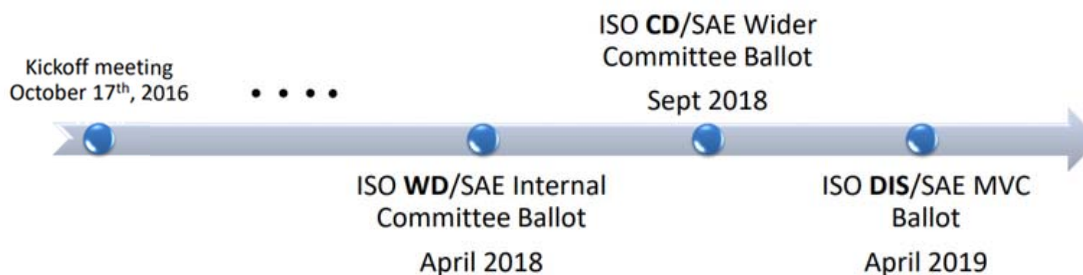 Kickoff meeting
October 17th, 2016
• • • •
ISO WD/SAE Internal
Committee Ballot
April 2018
ISO CD/SAE Wider
Committee Ballot
Sept 2018
ISO DIS/SAE MVC
Ballot
April 2019